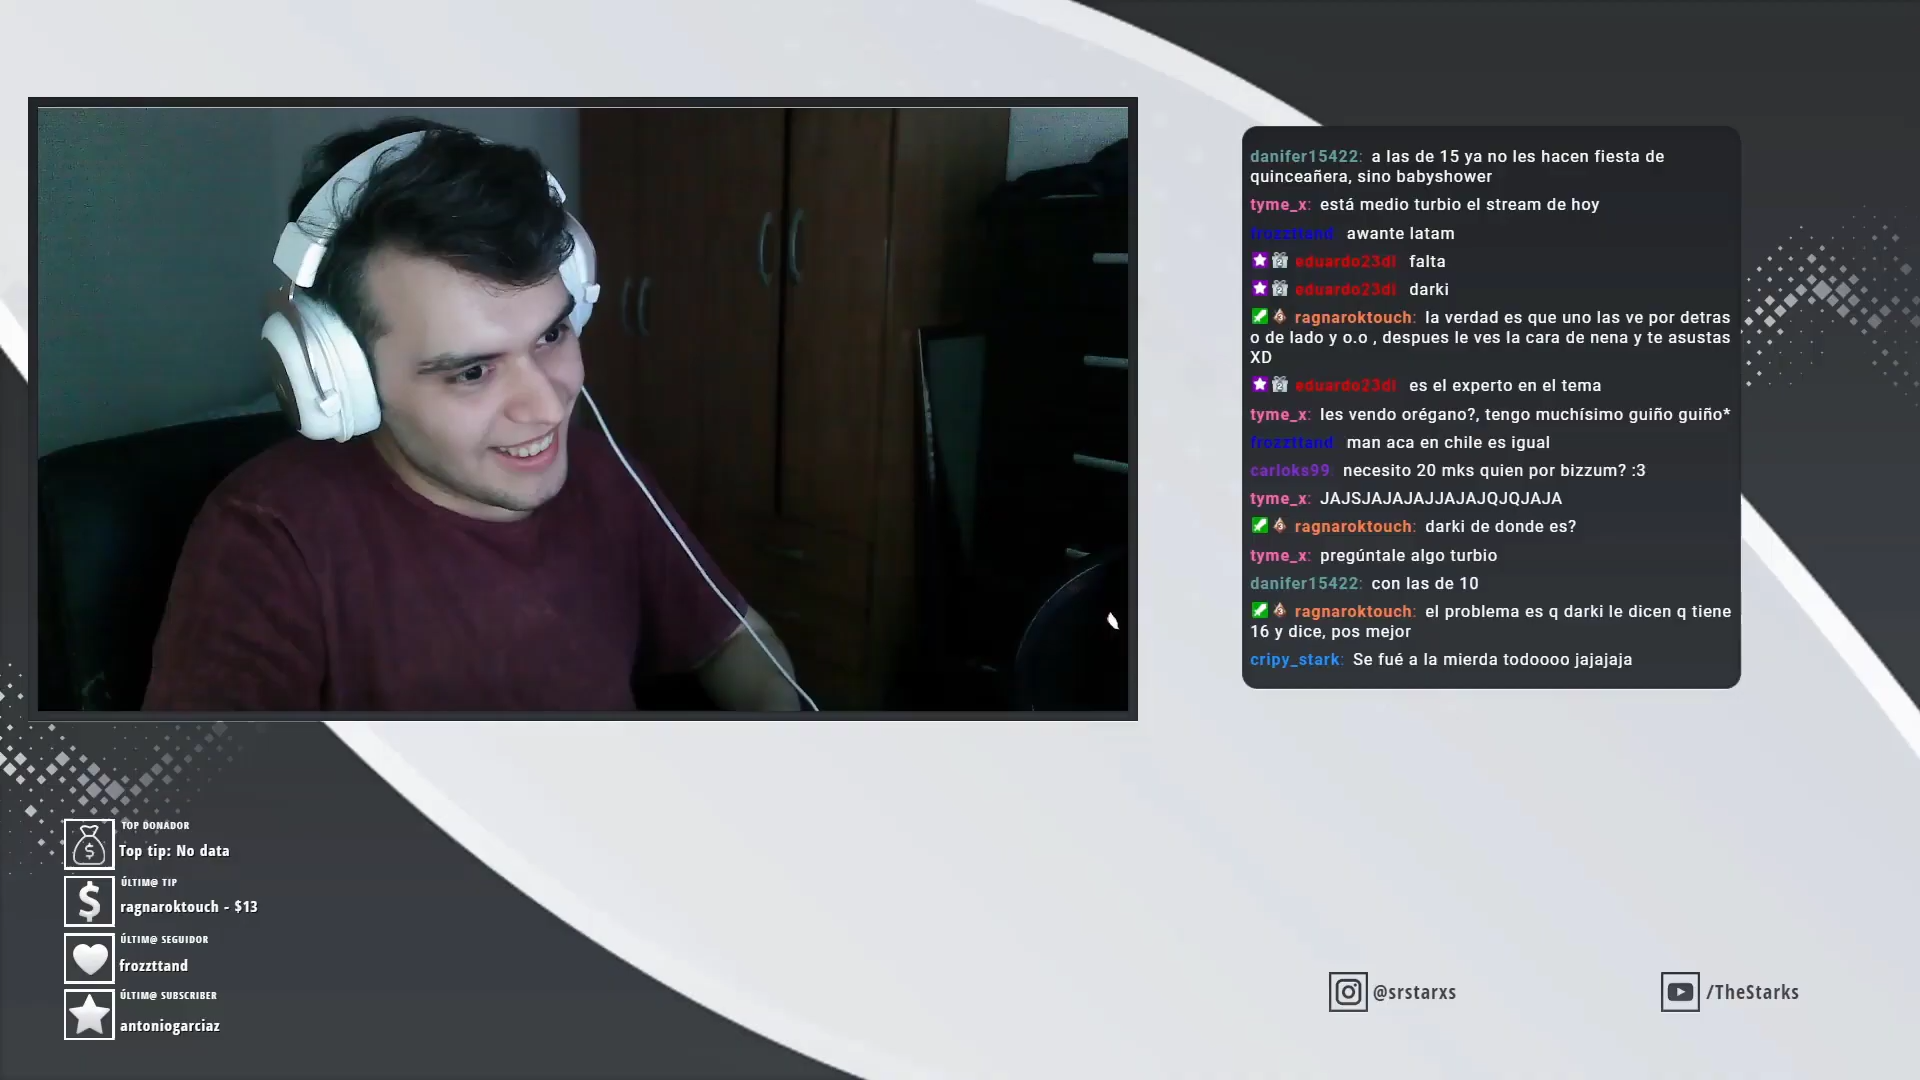 danifer15422: a las de 15 ya no les hacen fiesta de
quinceañera, sino babyshower
tyme_x: está medio turbio el stream de hoy
frozzttand awante latam
eduardo23dl falta
eduardo23dl darki
ragnaroktouch: la verdad es que uno las ve por detras
o de lado y o.o , despues le ves la cara de nena y te asustas
XD
eduardo23dl es el experto en el tema
tyme_x: les vendo orégano?, tengo muchísimo guiño guiño*
frozzttand man aca en chile es igual
carloks99: necesito 20 mks quien por bizzum? :3
tyme_x: JAJSJAJAJAJJAJAJQJQJAJA
ragnaroktouch: darki de donde es?
tyme_x: pregúntale algo turbio
danifer15422: con las de 10
ragnaroktouch: el problema es q darki le dicen q tiene
16 y dice, pos mejor
cripy_stark: Se fué a la mierda todoooo jajajaja
TOP DONADOR
Top tip: No data
ÚLTIM@ TIP
ragnaroktouch - $13
ÚLTIM@ SEGUIDOR
frozzttand
ÚLTIM@ SUBSCRIBER
antoniogarciaz
@srstarxs
/TheStarks